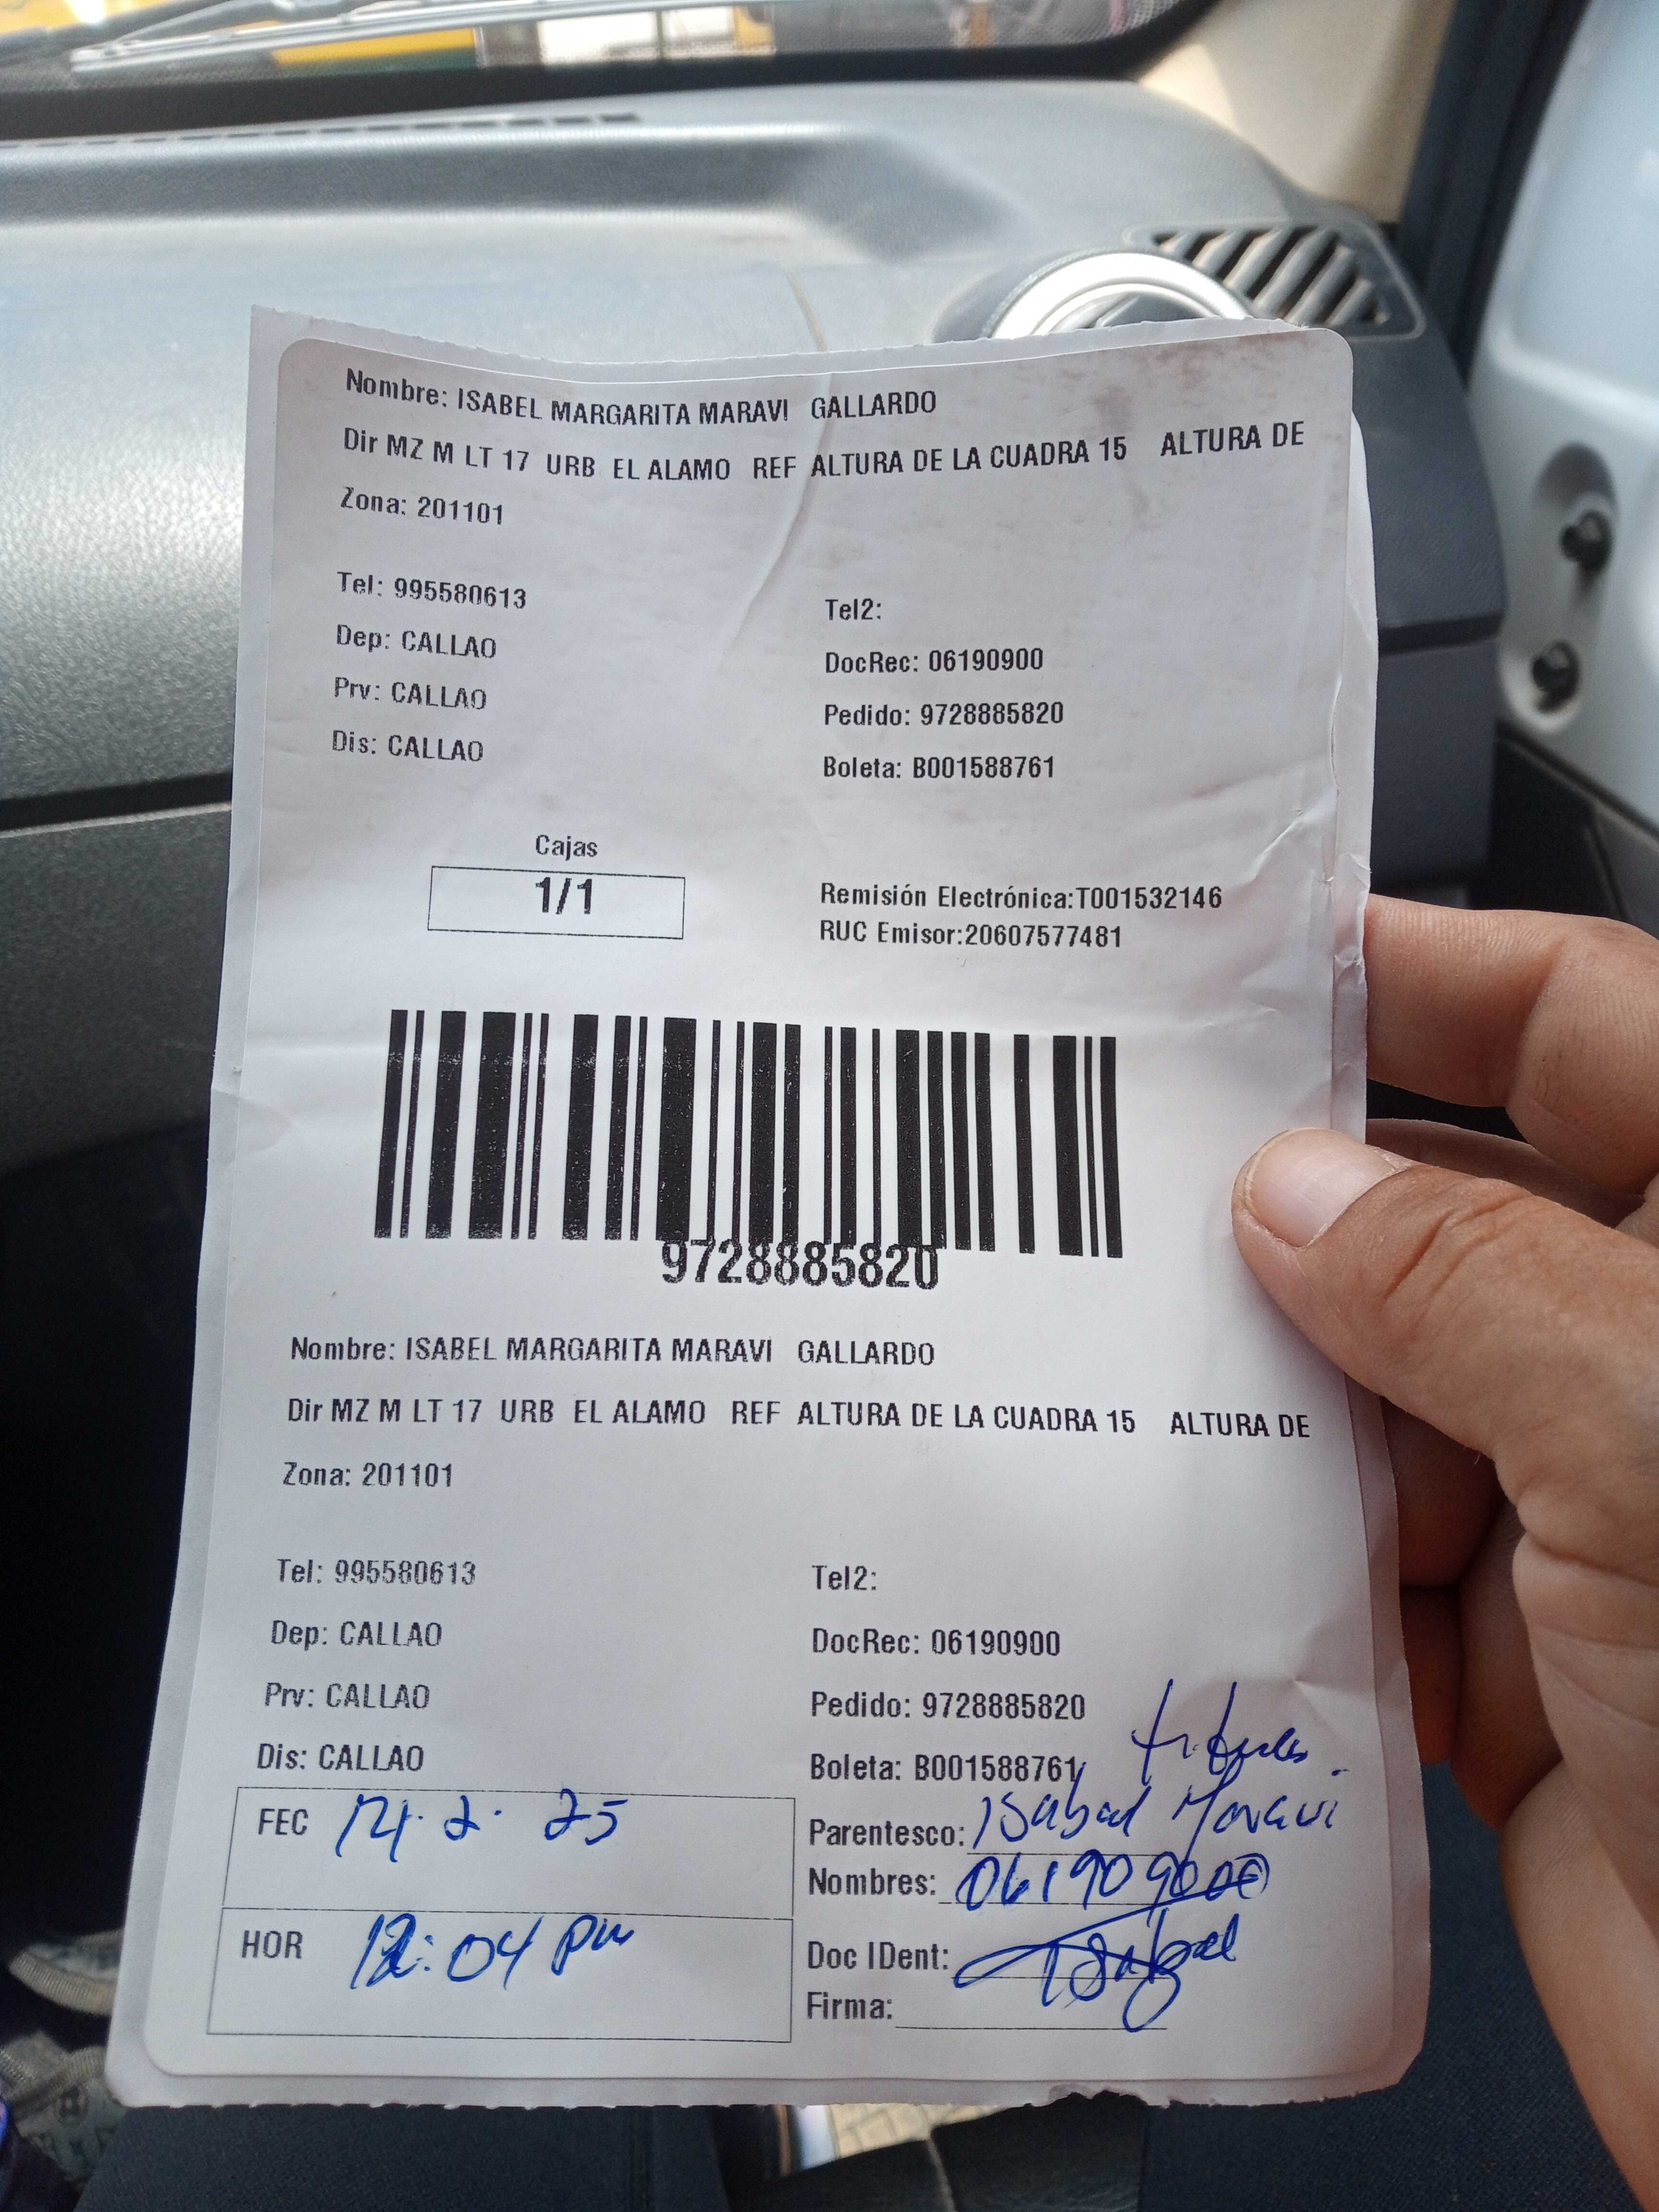 Nombre: ISABEL MARGARITA MARAVI GALLARDO
Dir MZ M LT 17 URB EL ALAMO REF ALTURA DE LA CUADRA 15 ALTURA DE
Zona: 201101
Tel: 995580613
Tel2:
Dep: CALLAO
DocRec: 06190900
Prv: CALLAO
Pedido: 9728885820
Dis: CALLAO
Boleta: B001588761
Cajas
1/1
Remisión Electrónica:T001532146
RUC Emisor:20607577481
9728885820
Nombre: ISABEL MARGARITA MARAVI GALLARDO
Dir MZ M LT 17 URB EL ALAMO REF ALTURA DE LA CUADRA 15 ALTURA DE
Zona: 201101
Tel: 995580613
Tel2:
Dep: CALLAO
DocRec: 06190900
Prv: CALLAO
Pedido: 9728885820
Dis: CALLAO
Boleta: B001588761
FEC 14.2.25
Parentesco: Isabel Maravi
Nombres:
HOR 12:04 pm
Doc IDent: Isabel
Firma: